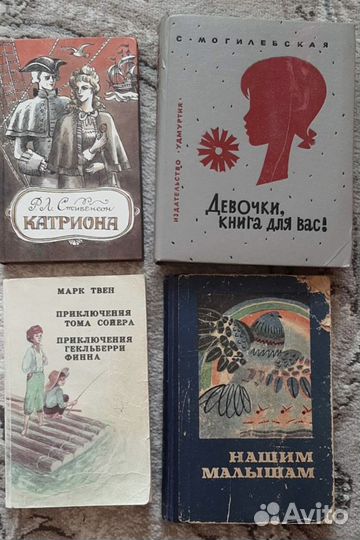 Р. Л. Стивенсон
КАТРИОНА
С. МОГИЛЕВСКАЯ
ИЗДАТЕЛЬСТВО «УДМУРТИЯ»
ДЕВОЧКИ,
КНИГА ДЛЯ ВАС!
МАРК ТВЕН
ПРИКЛЮЧЕНИЯ
ТОМА СОЙЕРА
ПРИКЛЮЧЕНИЯ
ГЕКЛЬБЕРРИ
ФИННА
НАШИМ
МАЛЫШАМ
Avito